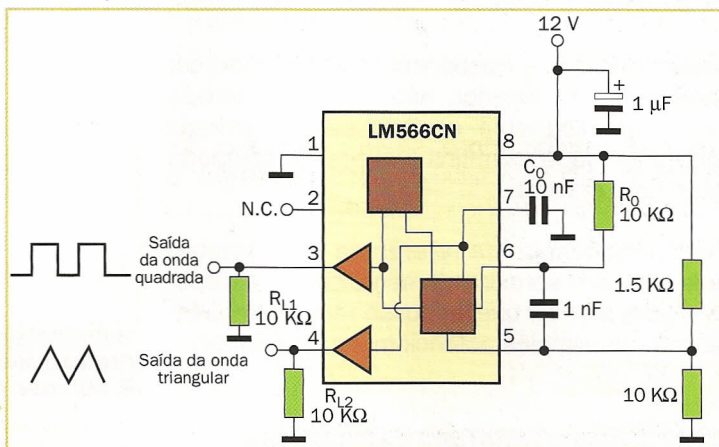 12 V
+
1 µF
LM566CN
1
8
C0
10 nF
2
7
N.C.
R0
10 KΩ
Saída
da onda
quadrada
3
6
1.5 KΩ
RL1
10 KΩ
1 nF
4
5
Saída da onda
triangular
RL2
10 KΩ
10 KΩ